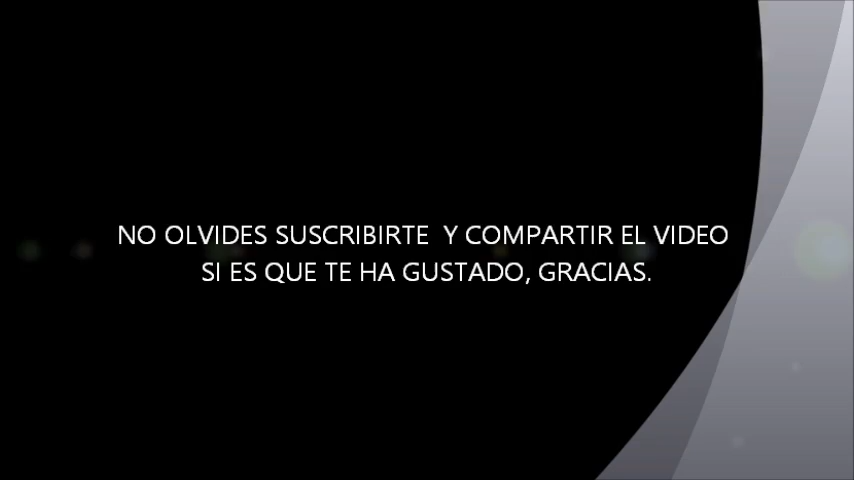 NO OLVIDES SUSCRIBIRTE Y COMPARTIR EL VIDEO
SI ES QUE TE HA GUSTADO, GRACIAS.